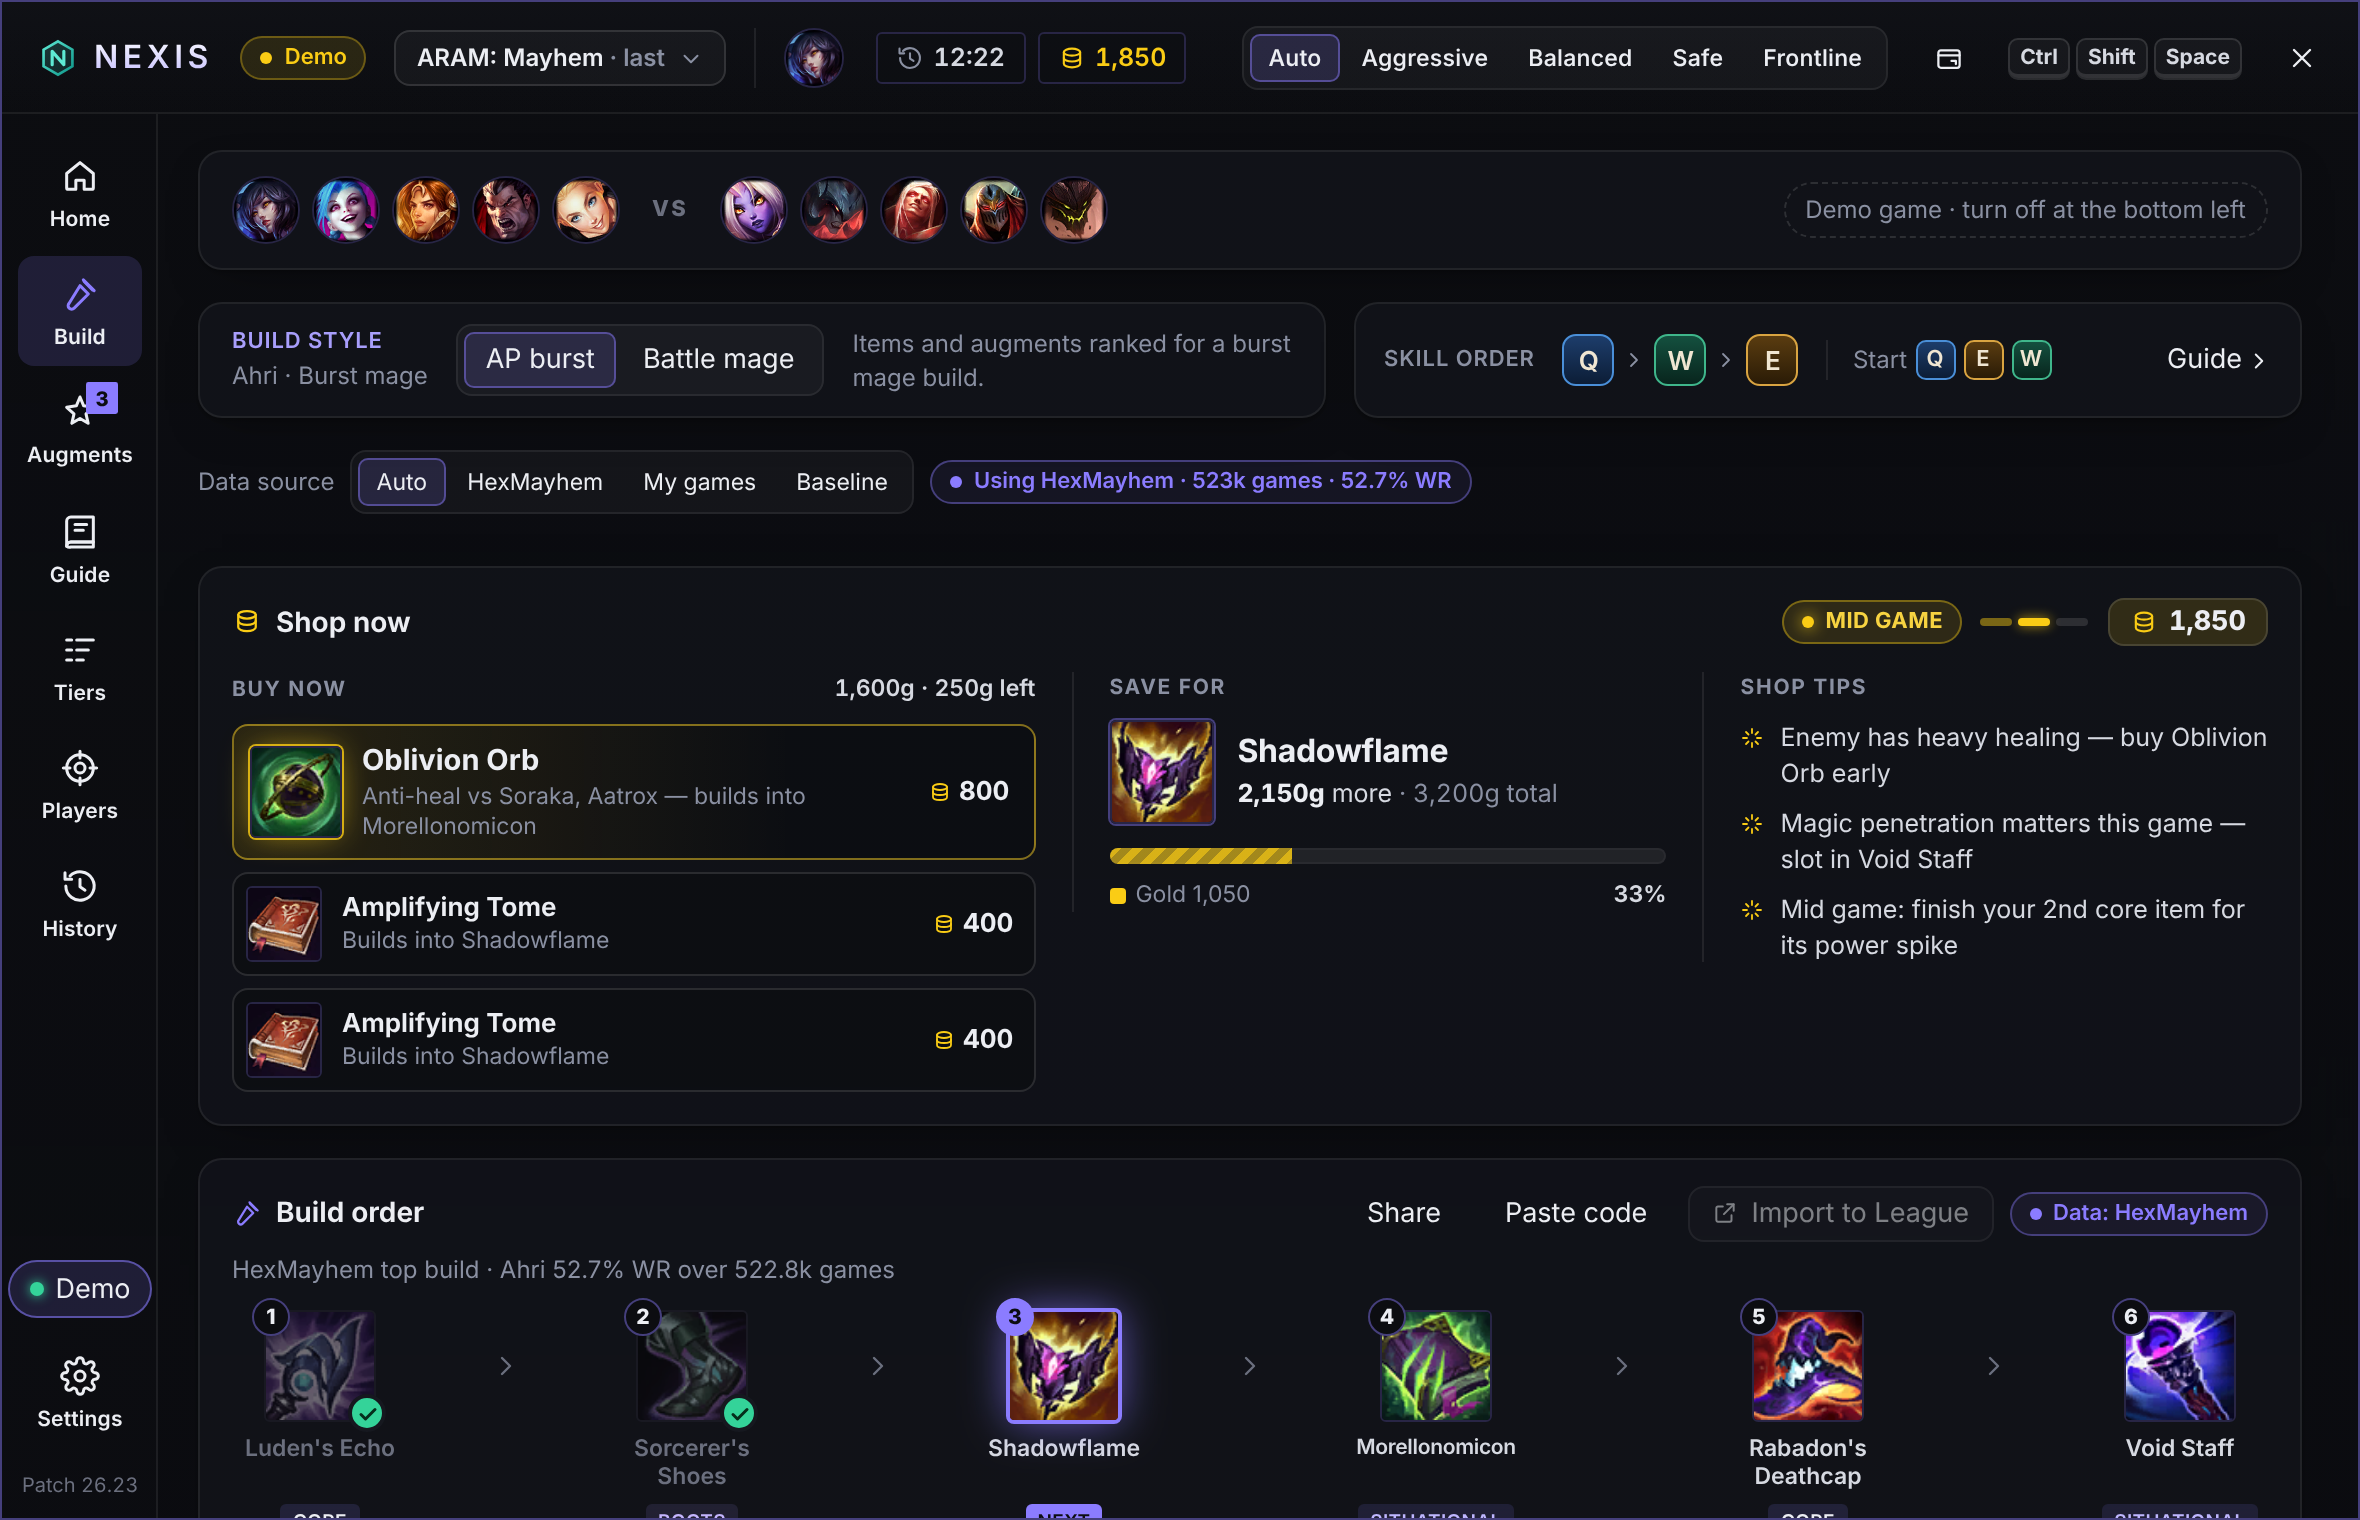 NEXIS
Demo
ARAM: Mayhem · last
12:22
1,850
Auto
Aggressive
Balanced
Safe
Frontline
Ctrl
Shift
Space
Home
Build
3
Augments
Guide
Tiers
Players
History
Demo
Settings
Patch 26.23
VS
Demo game · turn off at the bottom left
BUILD STYLE
Ahri · Burst mage
AP burst
Battle mage
Items and augments ranked for a burst
mage build.
SKILL ORDER
Q
W
E
Start
Q
E
W
Guide
Data source
Auto
HexMayhem
My games
Baseline
Using HexMayhem · 523k games · 52.7% WR
Shop now
MID GAME
1,850
BUY NOW
1,600g · 250g left
Oblivion Orb
Anti-heal vs Soraka, Aatrox — builds into
Morellonomicon
800
Amplifying Tome
Builds into Shadowflame
400
Amplifying Tome
Builds into Shadowflame
400
SAVE FOR
Shadowflame
2,150g more · 3,200g total
Gold 1,050
33%
SHOP TIPS
Enemy has heavy healing — buy Oblivion
Orb early
Magic penetration matters this game —
slot in Void Staff
Mid game: finish your 2nd core item for
its power spike
Build order
Share
Paste code
Import to League
Data: HexMayhem
HexMayhem top build · Ahri 52.7% WR over 522.8k games
1
2
3
4
5
6
Luden's Echo
Sorcerer's
Shoes
Shadowflame
Morellonomicon
Rabadon's
Deathcap
Void Staff
CORE
BOOTS
NEXT
SITUATIONAL
CORE
SITUATIONAL